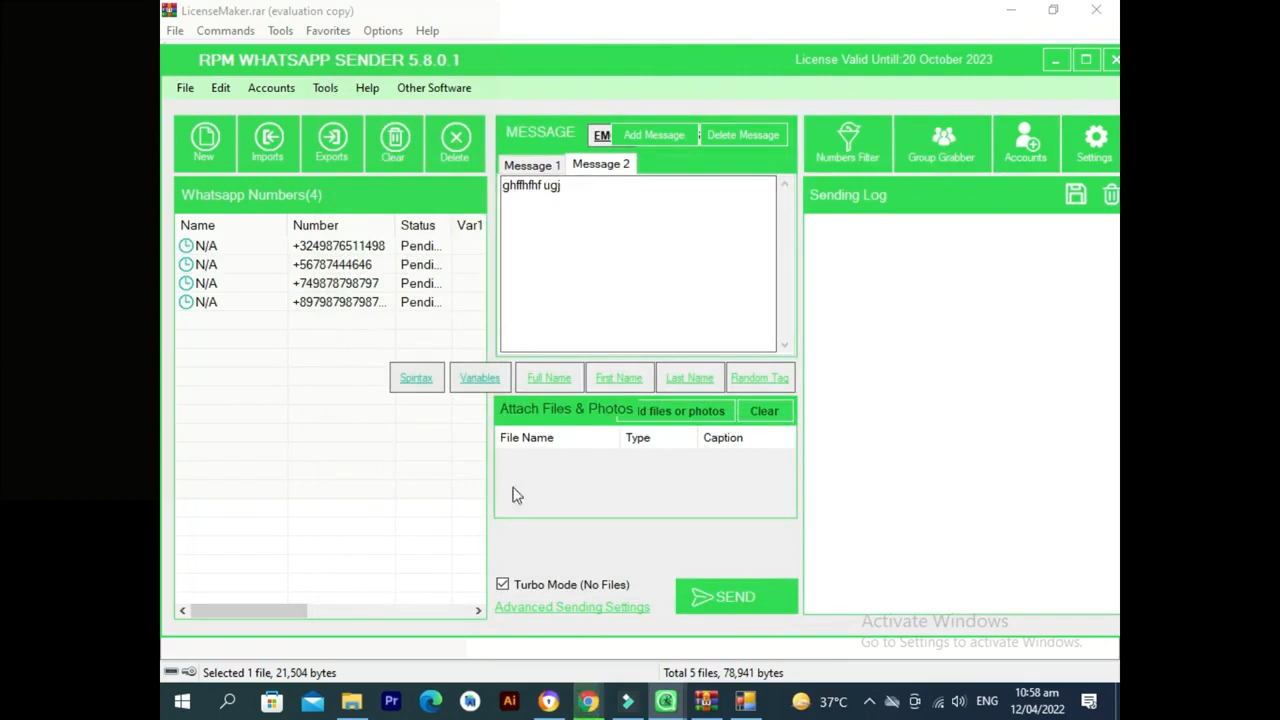 LicenseMaker.rar (evaluation copy)
File Commands Tools Favorites Options Help
RPM WHATSAPP SENDER 5.8.0.1
License Valid Untill:20 October 2023
File Edit Accounts Tools Help Other Software
New Imports Exports Clear Delete
MESSAGE EM Add Message Delete Message
Numbers Filter Group Grabber Accounts Settings
Message 1 Message 2
Whatsapp Numbers(4)
ghffhfhf ugj
Sending Log
Name Number Status Var1
N/A +3249876511498 Pendi...
N/A +56787444646 Pendi...
N/A +749878798797 Pendi...
N/A +897987987987... Pendi...
Spintax Variables Full Name First Name Last Name Random Tag
Attach Files & Photos ld files or photos Clear
File Name Type Caption
Turbo Mode (No Files)
Advanced Sending Settings
SEND
Activate Windows
Go to Settings to activate Windows.
Selected 1 file, 21,504 bytes
Total 5 files, 78,941 bytes
Pr Ai 37°C ENG 10:58 am
12/04/2022